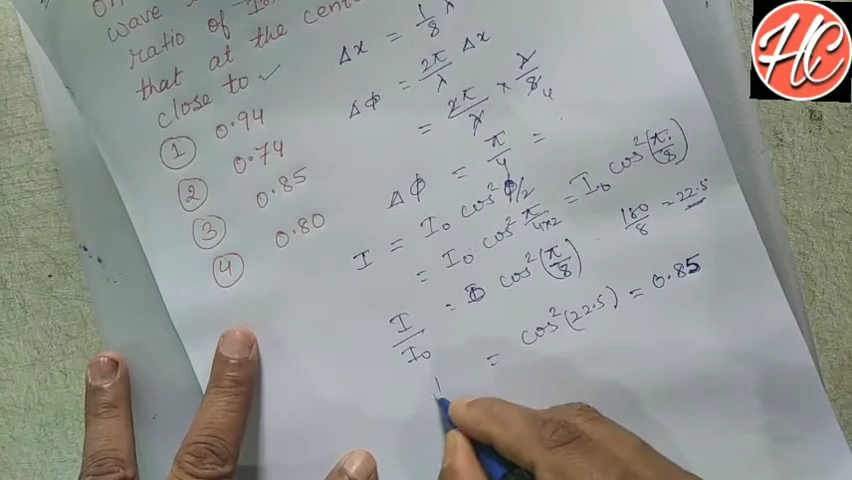 wave
ratio of I₀
that at the cente
close to ✓
① 0.94
② 0.74
③ 0.85
④ 0.80
Δx = 1/8 λ
Δϕ = 2π/λ Δx
= 2π/λ × λ/8 4
Δϕ = π/4 =
I = I₀ cos² ϕ/2
= I₀ cos² π/4×2 = I₀ cos² (π/8)
I/I₀ = cos² (π/8)
180/8 = 22.5
= cos² (22.5) = 0.85
HC